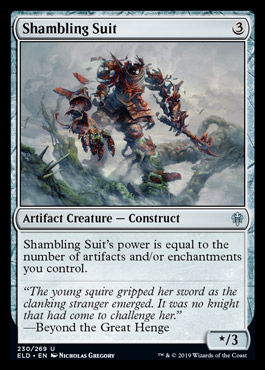 Shambling Suit 3
Artifact Creature — Construct
Shambling Suit's power is equal to the
number of artifacts and/or enchantments
you control.
"The young squire gripped her sword as the
clanking stranger emerged. It was no knight
that had come to challenge her."
—Beyond the Great Henge
*/3
230/269 U
ELD • EN Nicholas Gregory ™ & © 2019 Wizards of the Coast